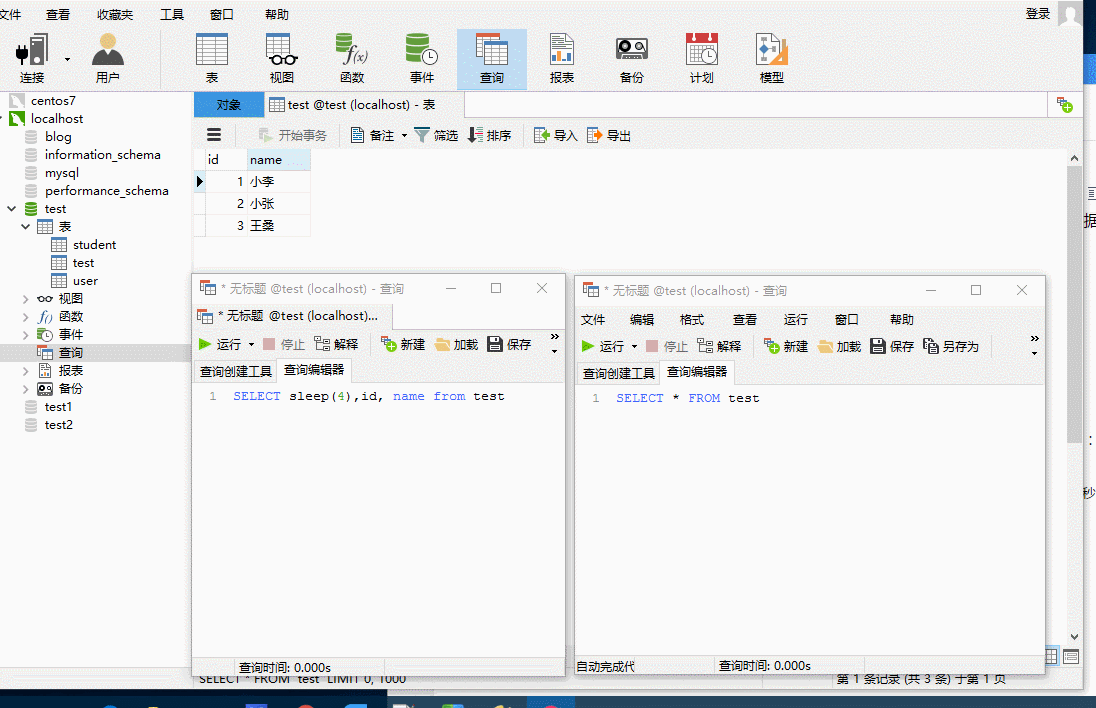 文件 查看 收藏夹 工具 窗口 帮助 登录
连接 用户 表 视图 函数 事件 查询 报表 备份 计划 模型
centos7
localhost
blog
information_schema
mysql
performance_schema
test
表
student
test
user
视图
函数
事件
查询
报表
备份
test1
test2
对象 test @test (localhost) - 表
开始事务 备注 筛选 排序 导入 导出
id name
1 小李
2 小张
3 王桑
* 无标题 @test (localhost) - 查询
* 无标题 @test (localhost)...
运行 停止 解释 新建 加载 保存 »
查询创建工具 查询编辑器
1 SELECT sleep(4),id, name from test
查询时间: 0.000s
* 无标题 @test (localhost) - 查询
文件 编辑 格式 查看 运行 窗口 帮助
运行 停止 解释 新建 加载 保存 另存为 »
查询创建工具 查询编辑器
1 SELECT * FROM test
自动完成代 查询时间: 0.000s
SELECT * FROM `test` LIMIT 0, 1000 第 1 条记录 (共 3 条) 于第 1 页
据
:
秒